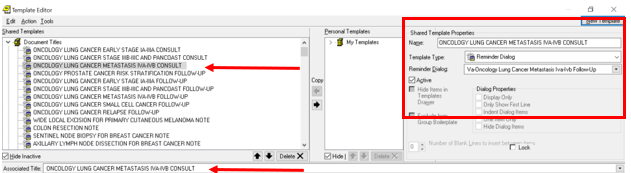 Template Editor
Edit Action Tools
New Template
Shared Templates
Document Titles
ONCOLOGY LUNG CANCER EARLY STAGE IA-IIIA CONSULT
ONCOLOGY LUNG CANCER STAGE IIIB-IIIC AND PANCOAST CONSULT
ONCOLOGY LUNG CANCER METASTASIS IVA-IVB CONSULT
ONCOLOGY PROSTATE CANCER RISK STRATIFICATION FOLLOW-UP
ONCOLOGY LUNG CANCER EARLY STAGE IA-IIIA FOLLOW-UP
ONCOLOGY LUNG CANCER STAGE IIIB-IIIC AND PANCOAST FOLLOW-UP
ONCOLOGY LUNG CANCER METASTASIS IVA-IVB FOLLOW-UP
ONCOLOGY LUNG CANCER SMALL CELL CANCER FOLLOW-UP
ONCOLOGY LUNG CANCER RELAPSE FOLLOW-UP
WIDE LOCAL EXCISION FOR PRIMARY CUTANEOUS MELANOMA NOTE
COLON RESECTION NOTE
SENTINEL NODE BIOPSY FOR BREAST CANCER NOTE
AXILLARY LYMPH NODE DISSECTION FOR BREAST CANCER NOTE
Copy
Personal Templates
My Templates
Shared Template Properties
Name: ONCOLOGY LUNG CANCER METASTASIS IVA-IVB CONSULT
Template Type: Reminder Dialog
Reminder Dialog: Va-Oncology Lung Cancer Metastasis Iva-Ivb Follow-Up
Active
Hide Items in Templates Drawer
Dialog Properties
Display Only
Only Show First Line
Indent Dialog Items
Group Boilerplate
Hide Dialog Items
0 Number of Blank Lines to insert between items
Lock
Hide Inactive
Delete
Hide I
Delete
Associated Title: ONCOLOGY LUNG CANCER METASTASIS IVA-IVB CONSULT